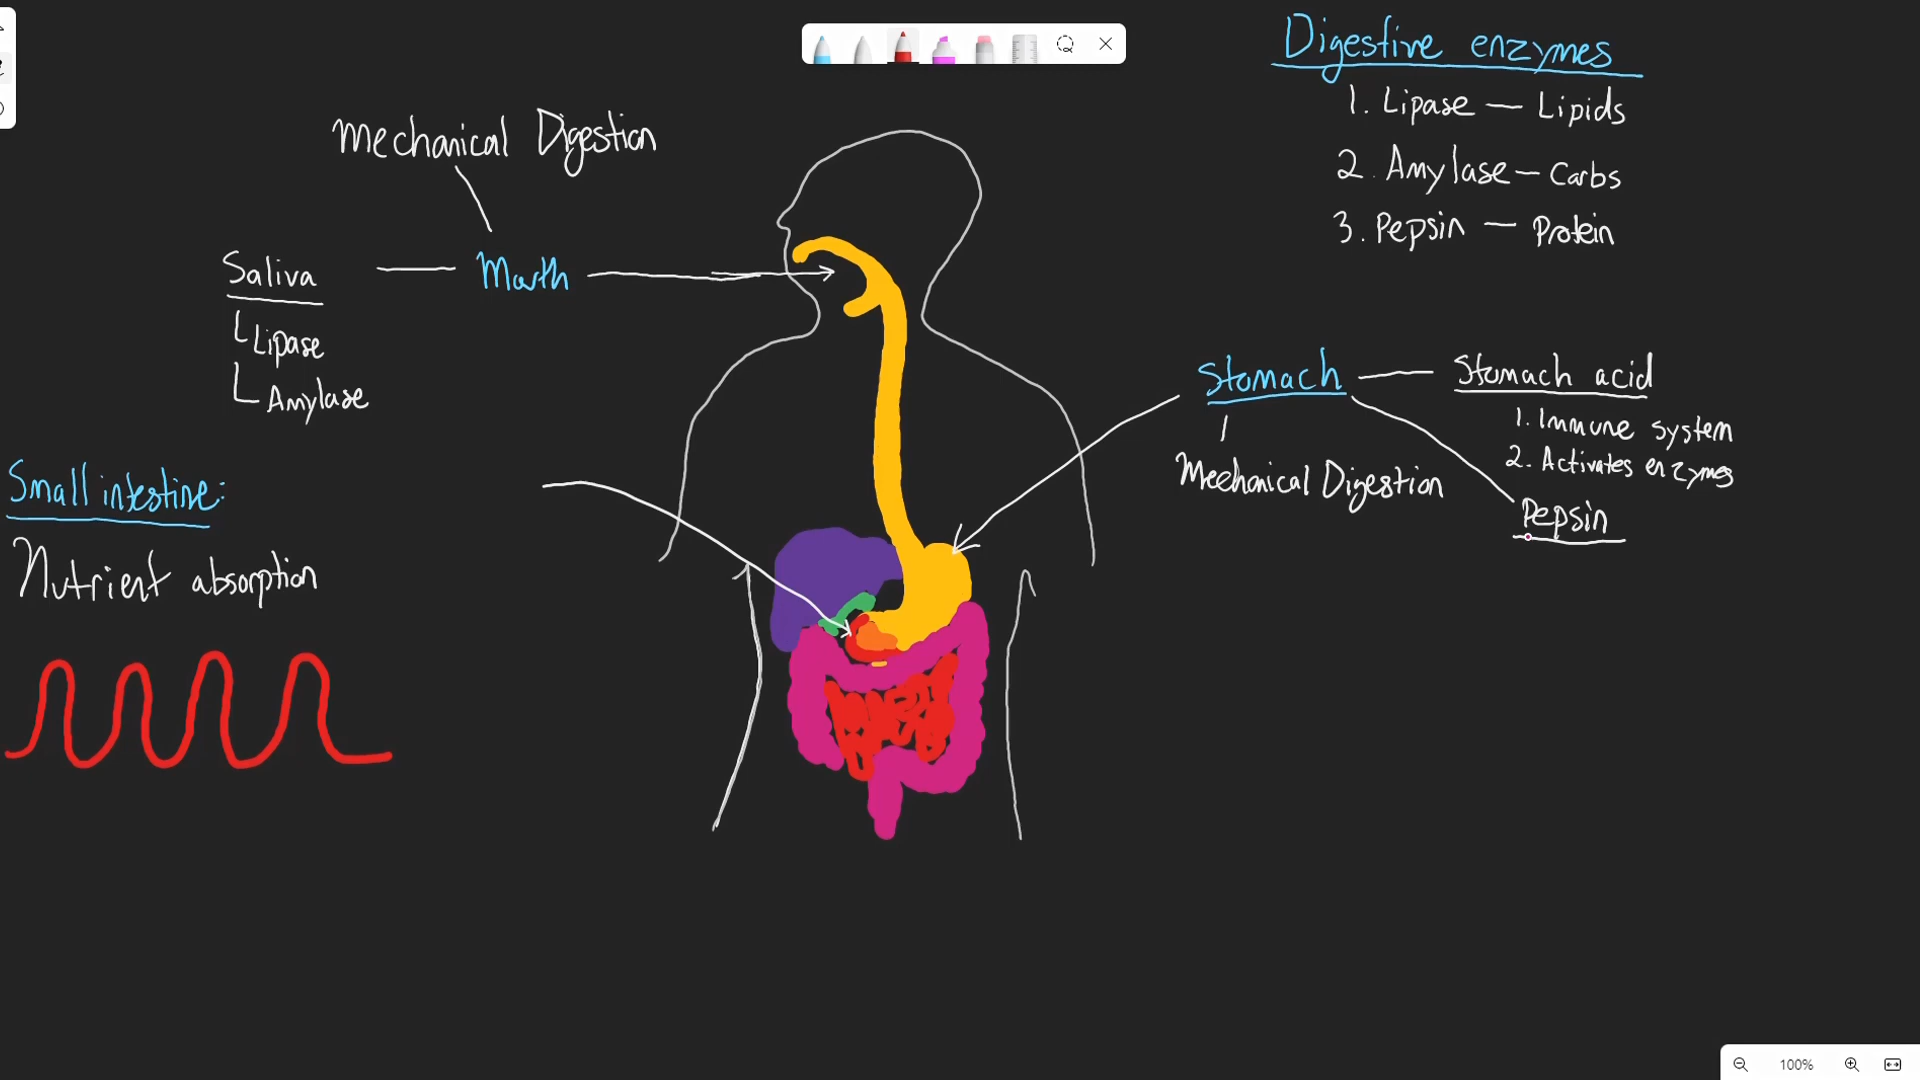 Digestive enzymes
1. Lipase — Lipids
2. Amylase — Carbs
3. Pepsin — Protein
Mechanical Digestion
Saliva — Mouth
Lipase
Amylase
Stomach — Stomach acid
1. Immune system
2. Activates enzymes
Mechanical Digestion
Pepsin
Small intestine:
Nutrient absorption
100%